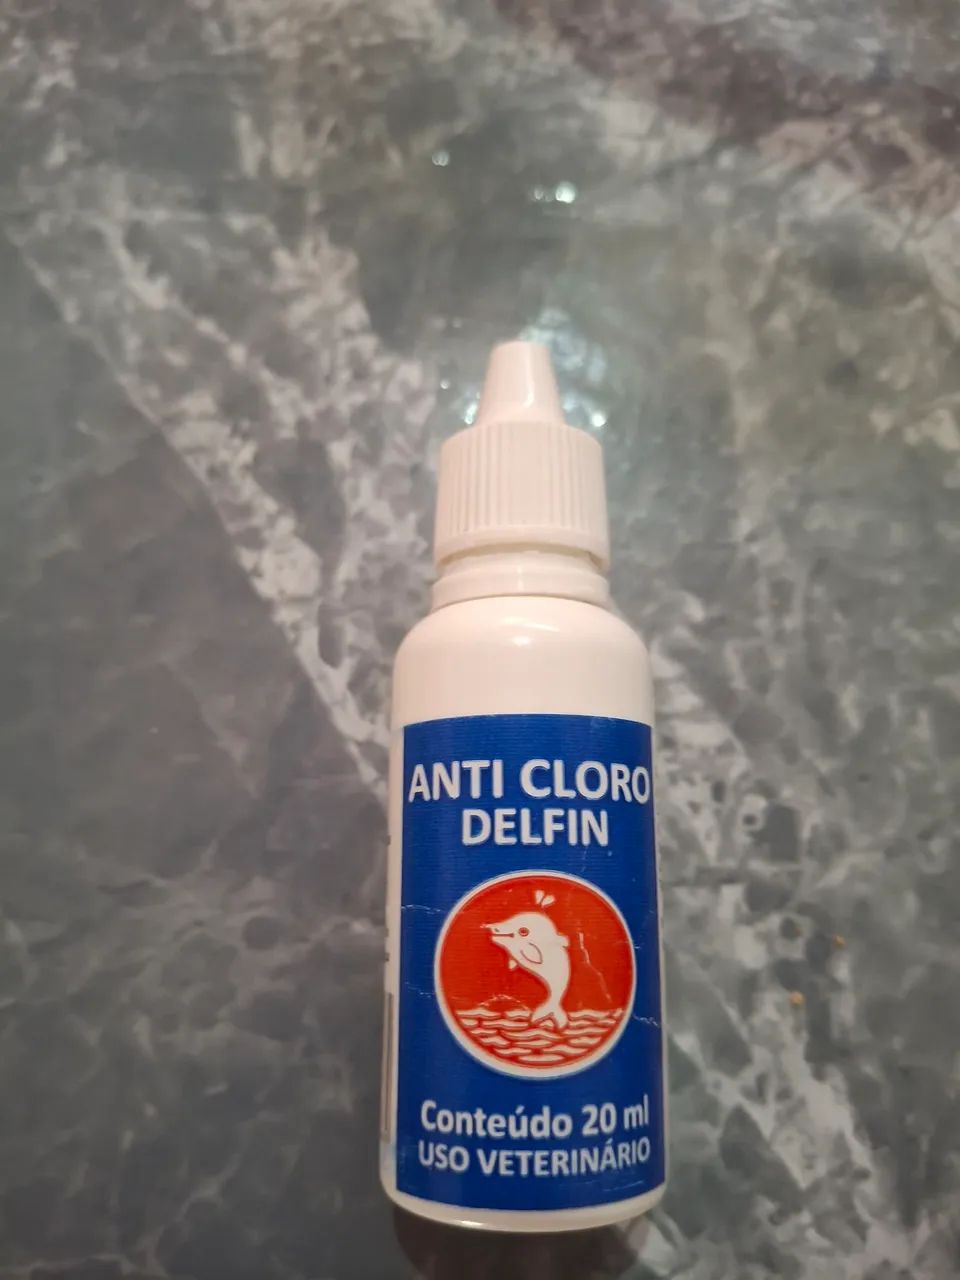 ANTI CLORO
DELFIN
Conteúdo 20 ml
USO VETERINÁRIO